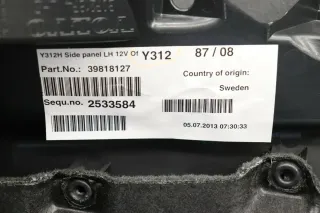 Y312H Side panel LH 12V Of Y312 87 / 08
Part.No.: 39818127
Country of origin:
Sweden
Sequ.no. 2533584
05.07.2013 07:30:33